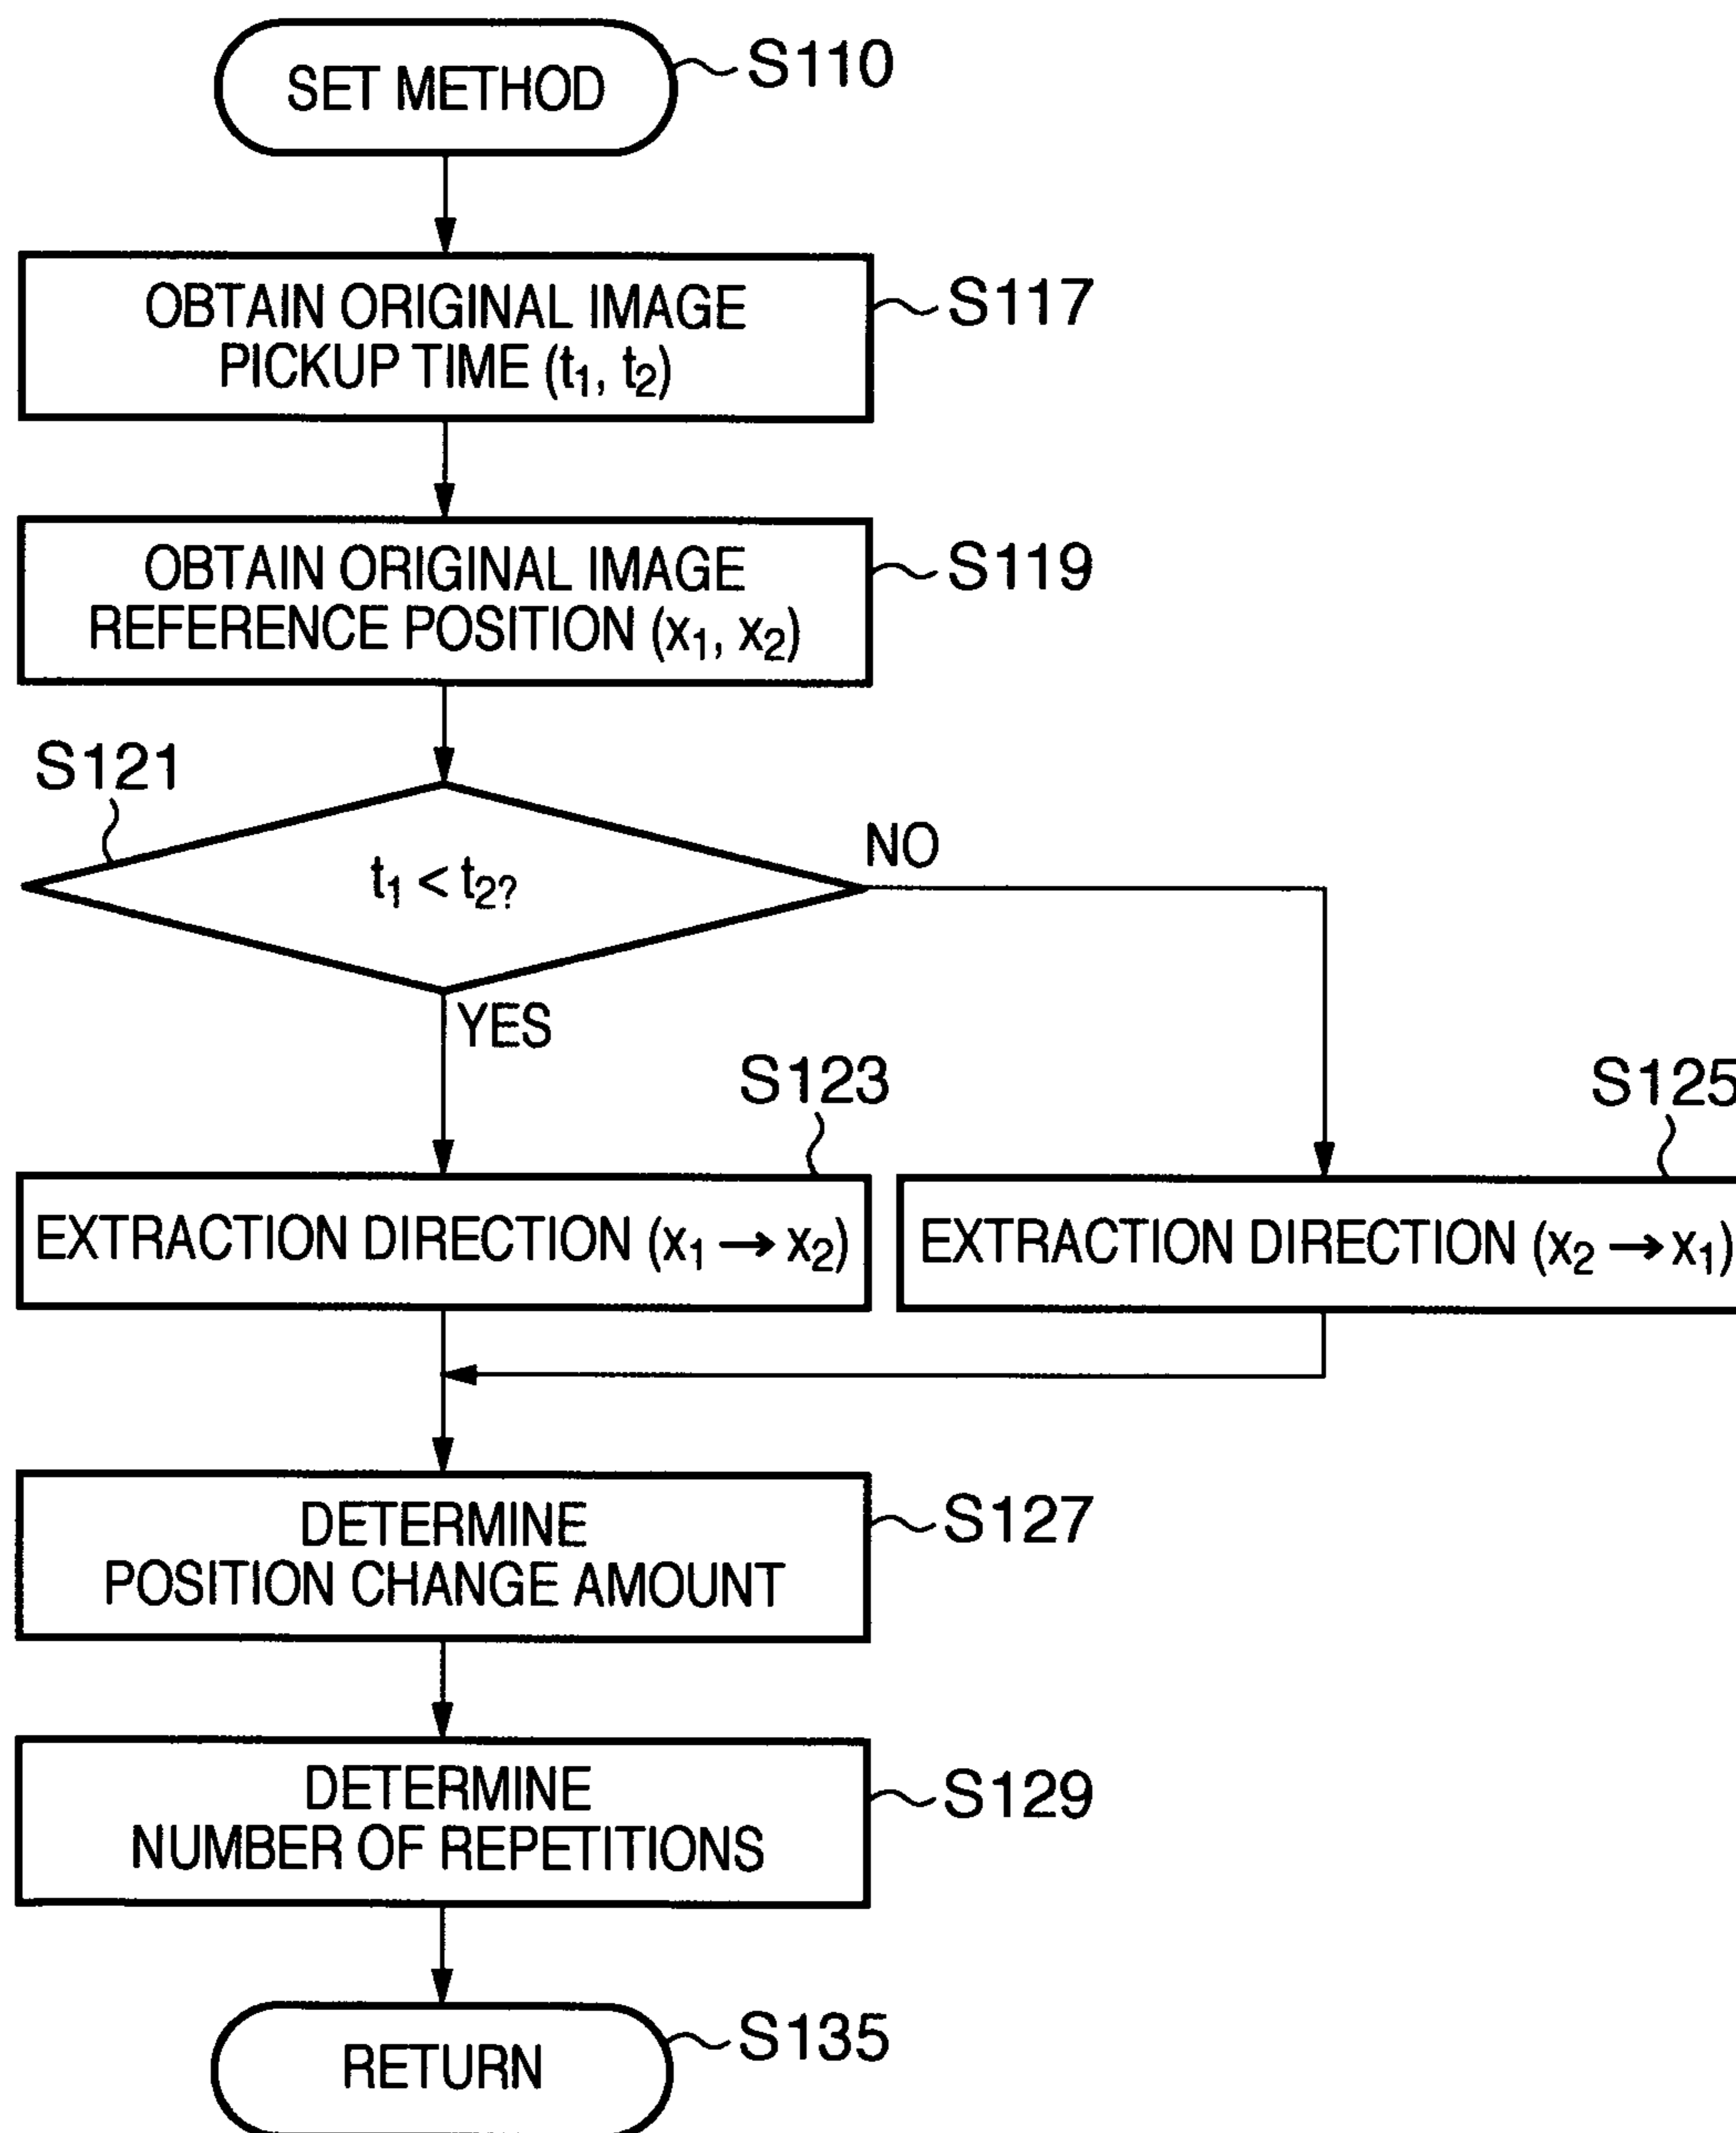 SET METHOD
S110
OBTAIN ORIGINAL IMAGE
PICKUP TIME (t₁, t₂)
S117
OBTAIN ORIGINAL IMAGE
REFERENCE POSITION (x₁, x₂)
S119
S121
t₁ < t₂?
NO
YES
S123
S125
EXTRACTION DIRECTION (x₁ → x₂)
EXTRACTION DIRECTION (x₂ → x₁)
DETERMINE
POSITION CHANGE AMOUNT
S127
DETERMINE
NUMBER OF REPETITIONS
S129
RETURN
S135